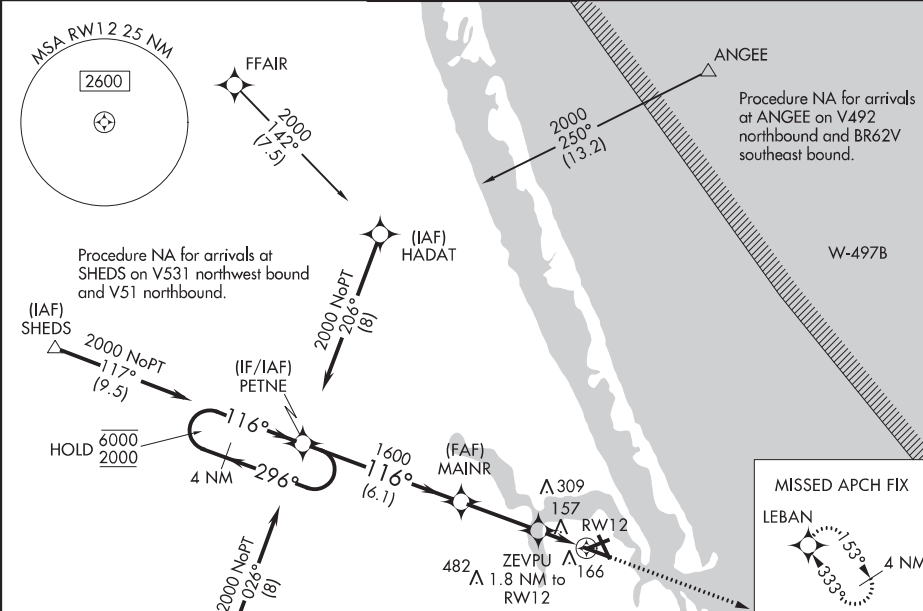 MSA RW12 25 NM
2600
FFAIR
2000
142°
(7.5)
ANGEE
2000
250°
(13.2)
Procedure NA for arrivals
at ANGEE on V492
northbound and BR62V
southeast bound.
W-497B
(IAF)
HADAT
Procedure NA for arrivals at
SHEDS on V531 northwest bound
and V51 northbound.
2000 NoPT
206°
(8)
(IAF)
SHEDS
2000 NoPT
117°
(9.5)
(IF/IAF)
PETNE
HOLD
6000
2000
116°
296°
4 NM
1600
116°
(6.1)
(FAF)
MAINR
309
157
RW12
166
482
ZEVPU
1.8 NM to
RW12
2000 NoPT
026°
(8)
MISSED APCH FIX
LEBAN
153°
333°
4 NM